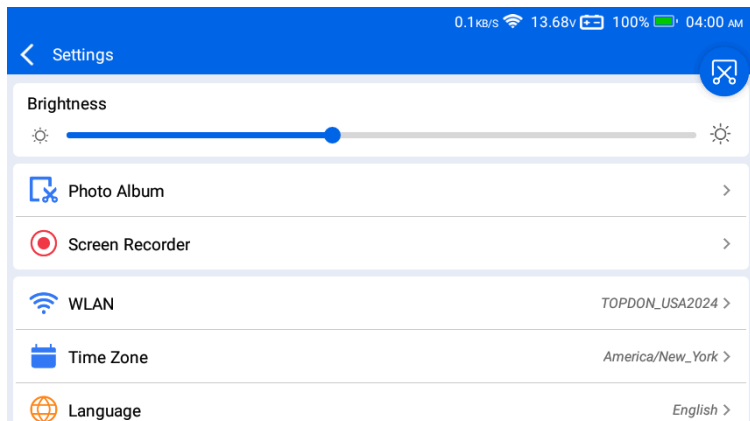 0.1KB/S 13.68V 100% 04:00 AM
Settings
Brightness
Photo Album
Screen Recorder
WLAN TOPDON_USA2024
Time Zone America/New_York
Language English